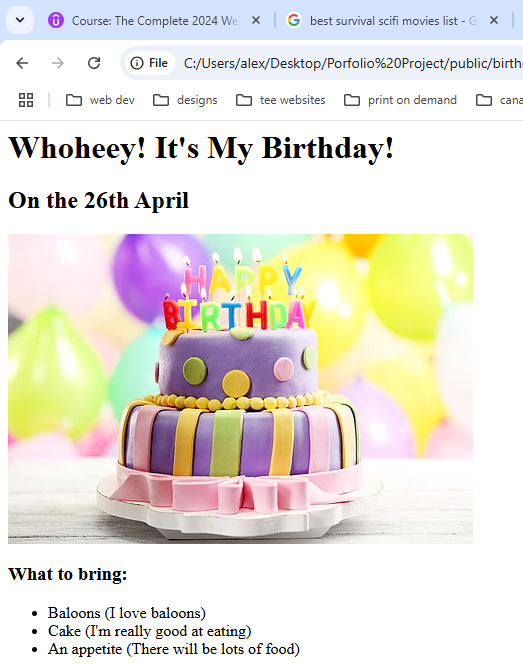 Course: The Complete 2024 We
best survival scifi movies list - G
File
C:/Users/alex/Desktop/Porfolio%20Project/public/birth
web dev
designs
tee websites
print on demand
cana
Whoheey! It's My Birthday!
On the 26th April
HAPPY
BIRTHDAY
What to bring:
Baloons (I love baloons)
Cake (I'm really good at eating)
An appetite (There will be lots of food)